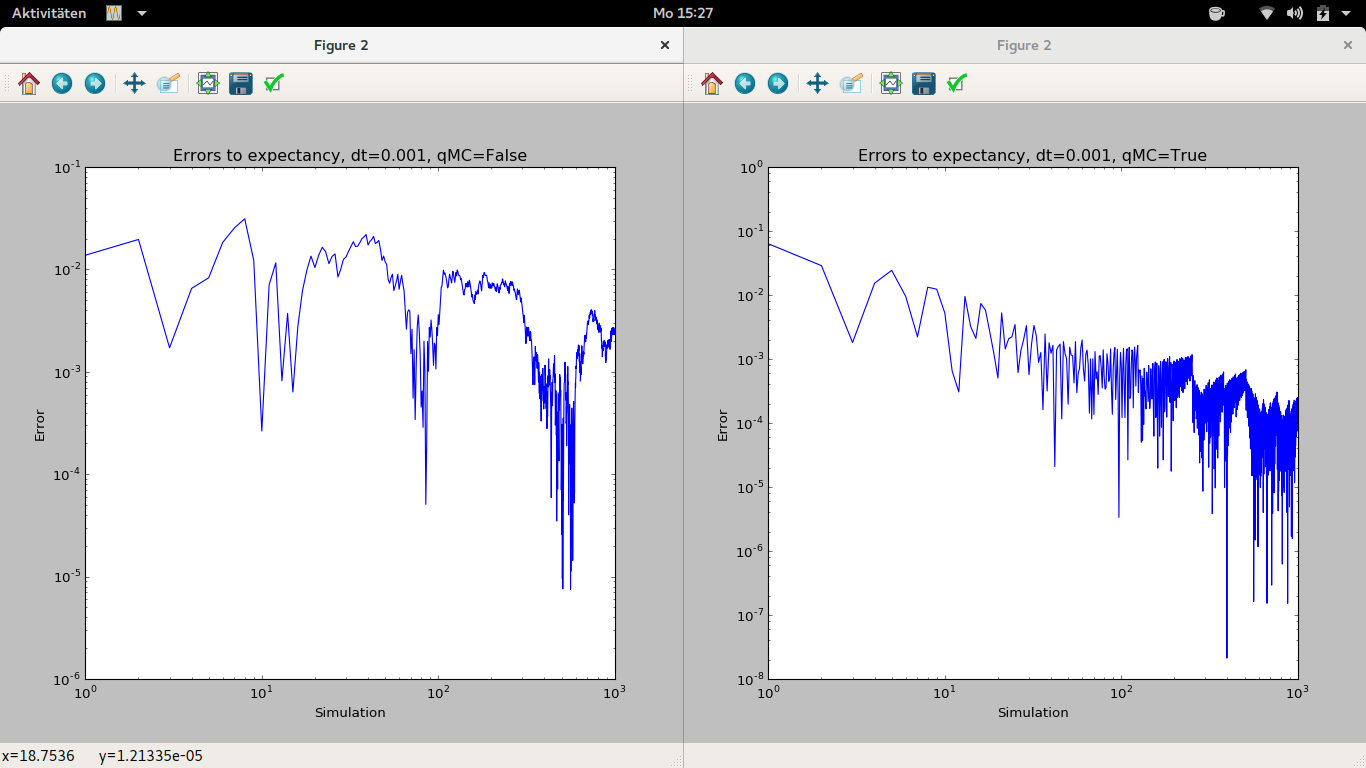 Aktivitäten Mo 15:27
Figure 2
Errors to expectancy, dt=0.001, qMC=False
10^-1
10^-2
10^-3
10^-4
10^-5
10^-6
Error
10^0 10^1 10^2 10^3
Simulation
x=18.7536 y=1.21335e-05
Figure 2
Errors to expectancy, dt=0.001, qMC=True
10^0
10^-1
10^-2
10^-3
10^-4
10^-5
10^-6
10^-7
10^-8
Error
10^0 10^1 10^2 10^3
Simulation